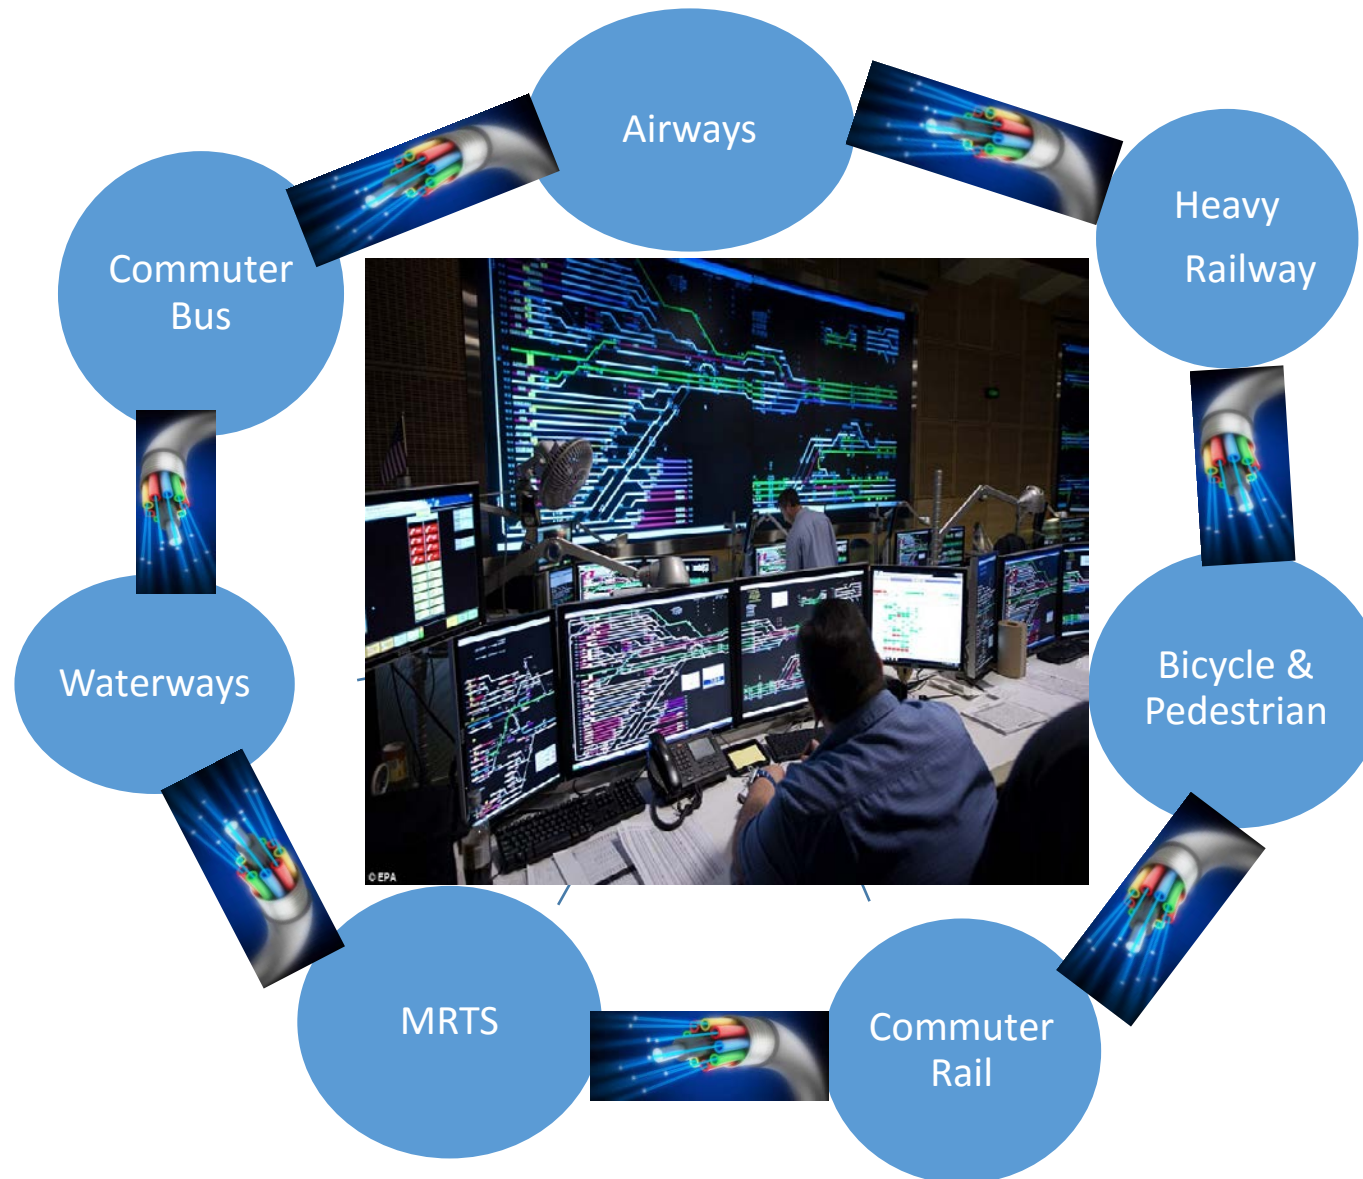 Airways
Heavy
Railway
Commuter
Bus
Waterways
Bicycle &
Pedestrian
© EPA
MRTS
Commuter
Rail